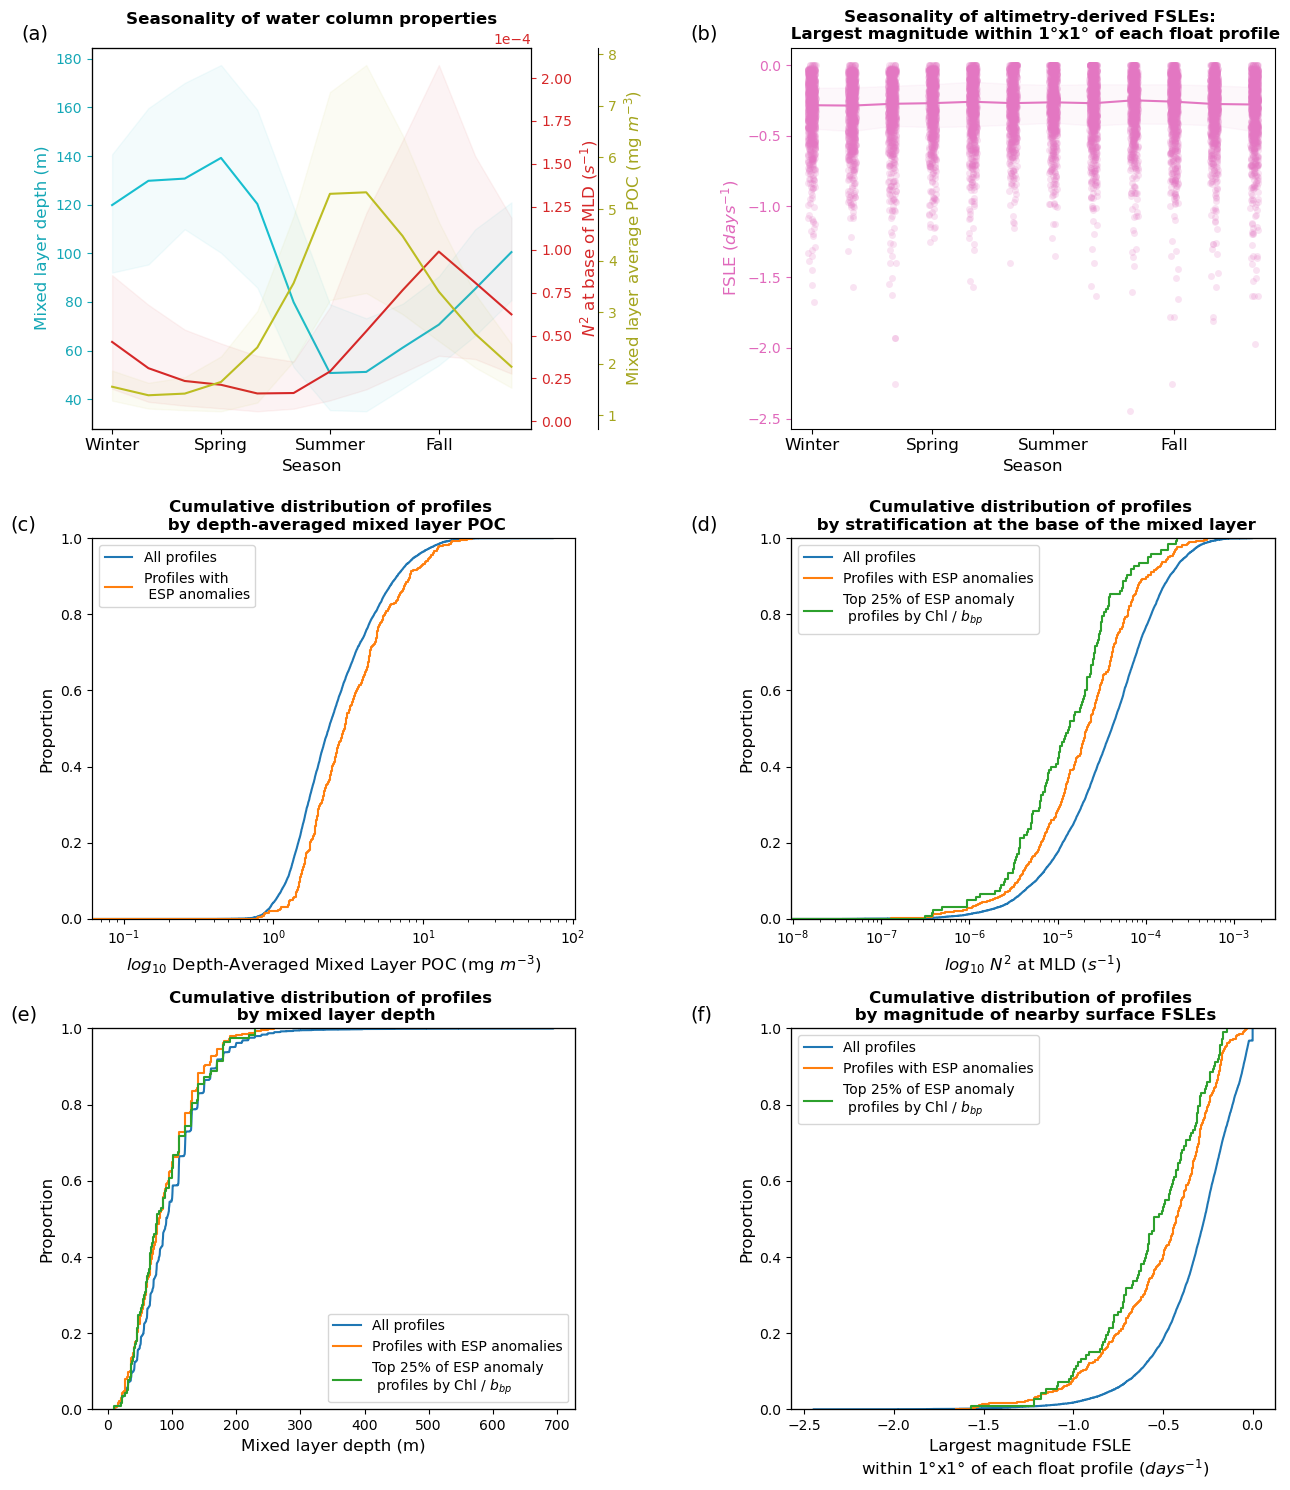 (a)
Seasonality of water column properties
1e−4
180
160
140
120
100
80
60
40
Mixed layer depth (m)
2.00
1.75
1.50
1.25
1.00
0.75
0.50
0.25
0.00
N² at base of MLD (s⁻¹)
8
7
6
5
4
3
2
1
Mixed layer average POC (mg m⁻³)
Winter Spring Summer Fall
Season
(b)
Seasonality of altimetry-derived FSLEs:
Largest magnitude within 1°x1° of each float profile
0.0
−0.5
−1.0
−1.5
−2.0
−2.5
FSLE (days⁻¹)
Winter Spring Summer Fall
Season
(c)
Cumulative distribution of profiles
by depth-averaged mixed layer POC
All profiles
Profiles with
ESP anomalies
1.0
0.8
0.6
0.4
0.2
0.0
Proportion
10⁻¹ 10⁰ 10¹ 10²
log₁₀ Depth-Averaged Mixed Layer POC (mg m⁻³)
(d)
Cumulative distribution of profiles
by stratification at the base of the mixed layer
All profiles
Profiles with ESP anomalies
Top 25% of ESP anomaly
profiles by Chl / b_bp
1.0
0.8
0.6
0.4
0.2
0.0
Proportion
10⁻⁸ 10⁻⁷ 10⁻⁶ 10⁻⁵ 10⁻⁴ 10⁻³
log₁₀ N² at MLD (s⁻¹)
(e)
Cumulative distribution of profiles
by mixed layer depth
1.0
0.8
0.6
0.4
0.2
0.0
Proportion
All profiles
Profiles with ESP anomalies
Top 25% of ESP anomaly
profiles by Chl / b_bp
0 100 200 300 400 500 600 700
Mixed layer depth (m)
(f)
Cumulative distribution of profiles
by magnitude of nearby surface FSLEs
All profiles
Profiles with ESP anomalies
Top 25% of ESP anomaly
profiles by Chl / b_bp
1.0
0.8
0.6
0.4
0.2
0.0
Proportion
−2.5 −2.0 −1.5 −1.0 −0.5 0.0
Largest magnitude FSLE
within 1°x1° of each float profile (days⁻¹)